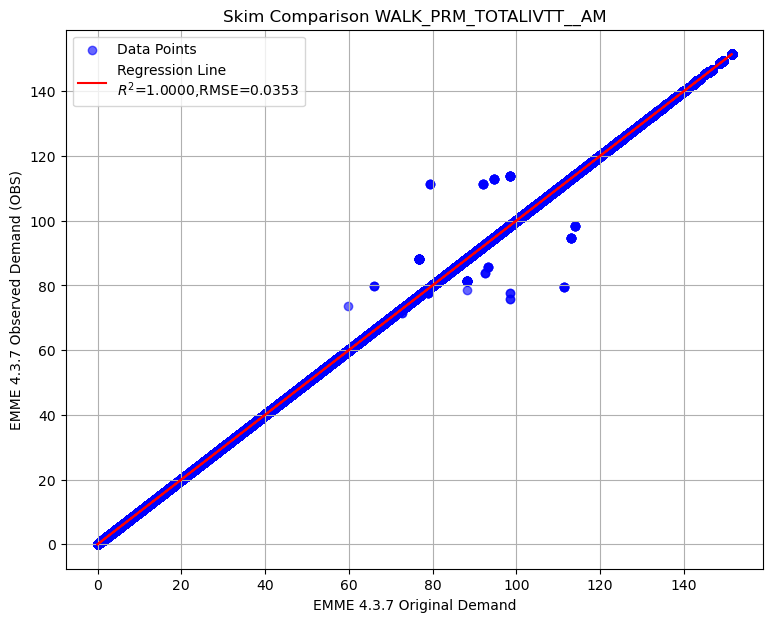 Skim Comparison WALK_PRM_TOTALIVTT__AM
Data Points
Regression Line
R²=1.0000,RMSE=0.0353
140
120
100
80
60
40
20
0
EMME 4.3.7 Observed Demand (OBS)
0 20 40 60 80 100 120 140
EMME 4.3.7 Original Demand